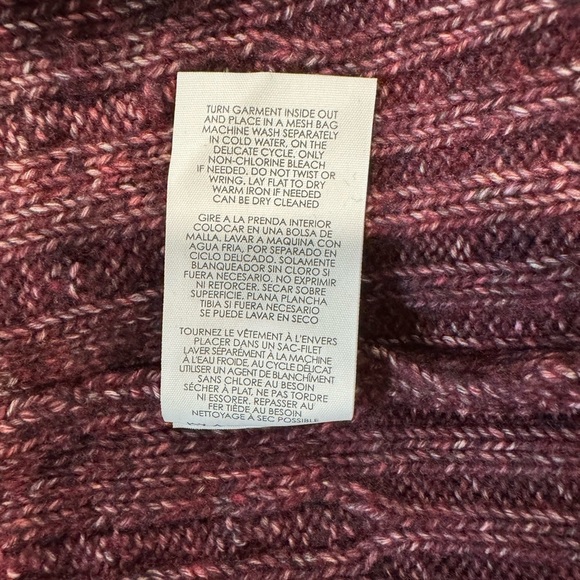 TURN GARMENT INSIDE OUT
AND PLACE IN A MESH BAG
MACHINE WASH SEPARATELY
IN COLD WATER, ON THE
DELICATE CYCLE, ONLY
NON-CHLORINE BLEACH
IF NEEDED. DO NOT TWIST OR
WRING. LAY FLAT TO DRY
WARM IRON IF NEEDED
CAN BE DRY CLEANED
GIRE A LA PRENDA INTERIOR
COLOCAR EN UNA BOLSA DE
MALLA. LAVAR A MAQUINA CON
AGUA FRIA, POR SEPARADO EN
CICLO DELICADO. SOLAMENTE
BLANQUEADOR SIN CLORO SI
FUERA NECESARIO. NO EXPRIMIR
NI RETORCER. SECAR SOBRE
SUPERFICIE. PLANA PLANCHA
TIBIA SI FUERA NECESARIO
SE PUEDE LAVAR EN SECO
TOURNEZ LE VÊTEMENT À L'ENVERS
PLACER DANS UN SAC-FILET
LAVER SÉPARÉMENT À LA MACHINE
À L'EAU FROIDE, AU CYCLE DÉLICAT
UTILISER UN AGENT DE BLANCHÎMENT
SANS CHLORE AU BESOIN
SÉCHER À PLAT, NE PAS TORDRE
NI ESSORER. REPASSER AU
FER TIÈDE AU BESOIN
NETTOYAGE À SEC POSSIBLE